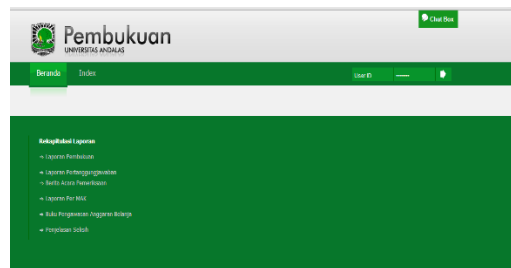 Chat Box
Pembukuan
UNIVERSITAS ANDALAS
Beranda Index
User ID
Rekapitulasi Laporan
Laporan Pembukuan
Laporan Pertanggungjawaban
Berita Acara Pemeriksaan
Laporan Per MAK
Buku Pengawasan Anggaran Belanja
Penjelasan Selisih